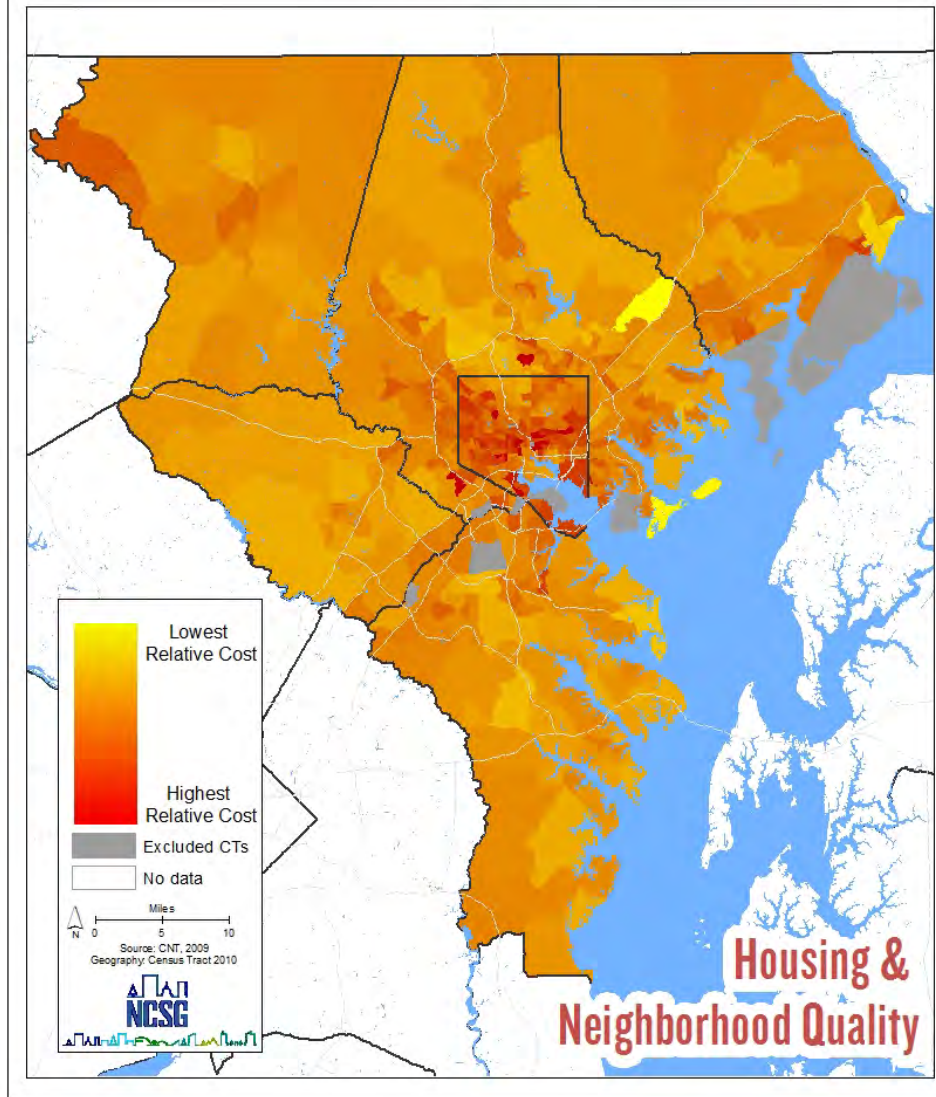 Lowest
Relative Cost
Highest
Relative Cost
Excluded CTs
No data
Miles
0 5 10
N
Source: CNT, 2009
Geography: Census Tract 2010
NCSG
Housing &
Neighborhood Quality